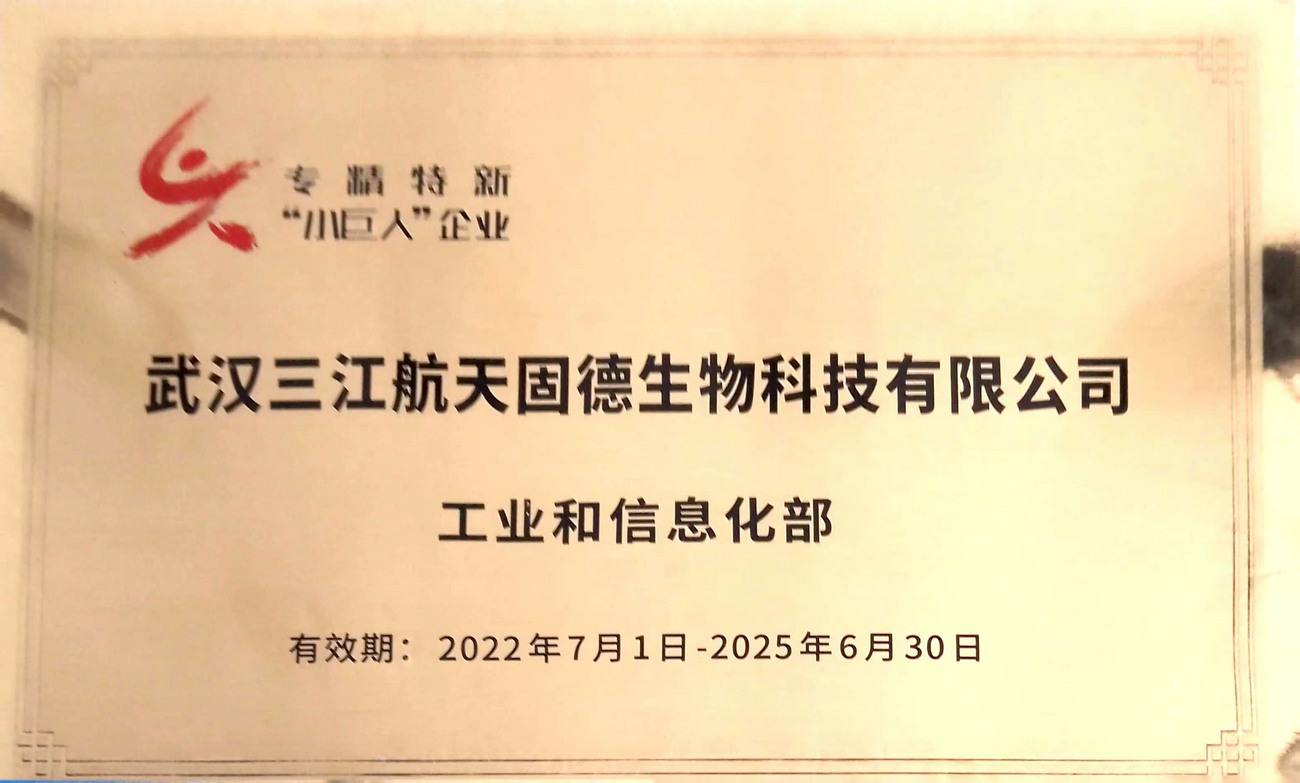 专精特新
“小巨人”企业
武汉三江航天固德生物科技有限公司
工业和信息化部
有效期：2022年7月1日-2025年6月30日